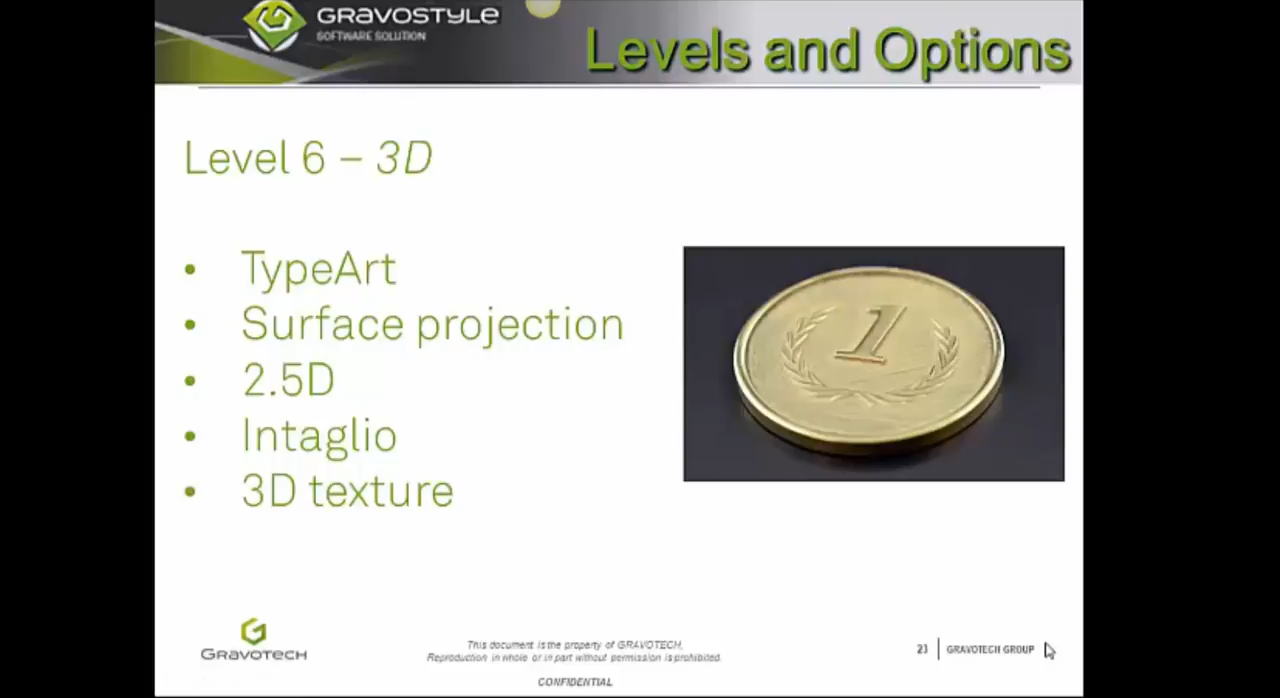 GRAVOSTYLE
SOFTWARE SOLUTION
Levels and Options
Level 6 – 3D
• TypeArt
• Surface projection
• 2.5D
• Intaglio
• 3D texture
1
GRAVOTECH
This document is the property of GRAVOTECH,
Reproduction in whole or in part without permission is prohibited.
CONFIDENTIAL
23
GRAVOTECH GROUP